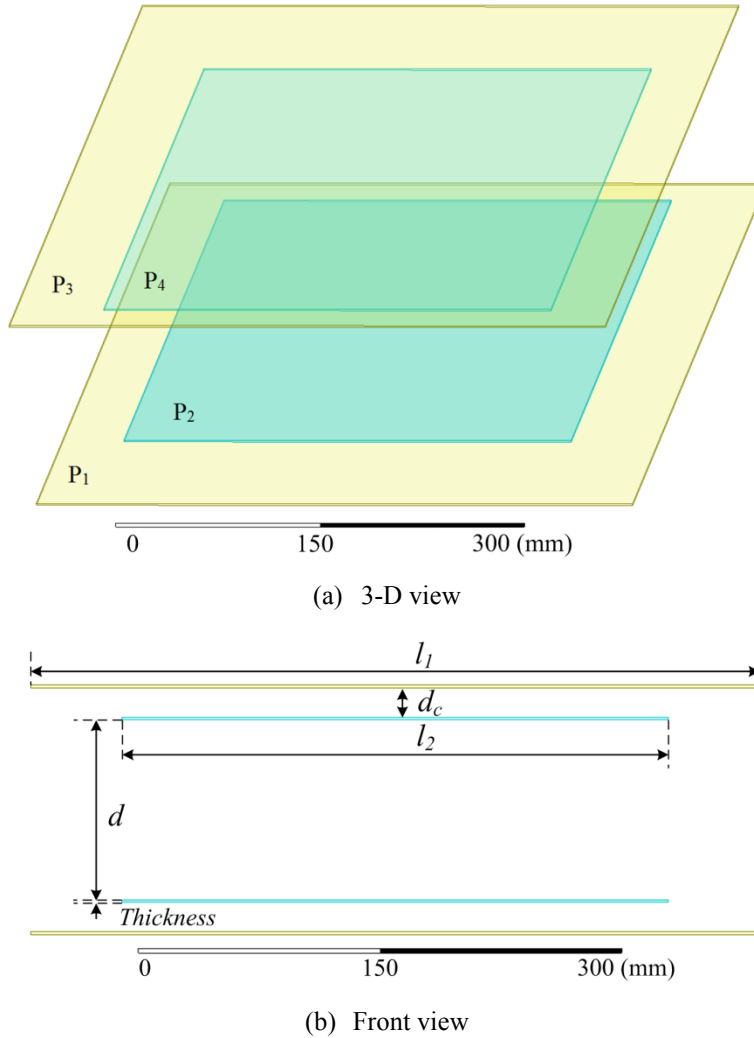 P₃
P₄
P₂
P₁
0 150 300 (mm)
(a) 3-D view
l₁
d_c
l₂
d
Thickness
0 150 300 (mm)
(b) Front view